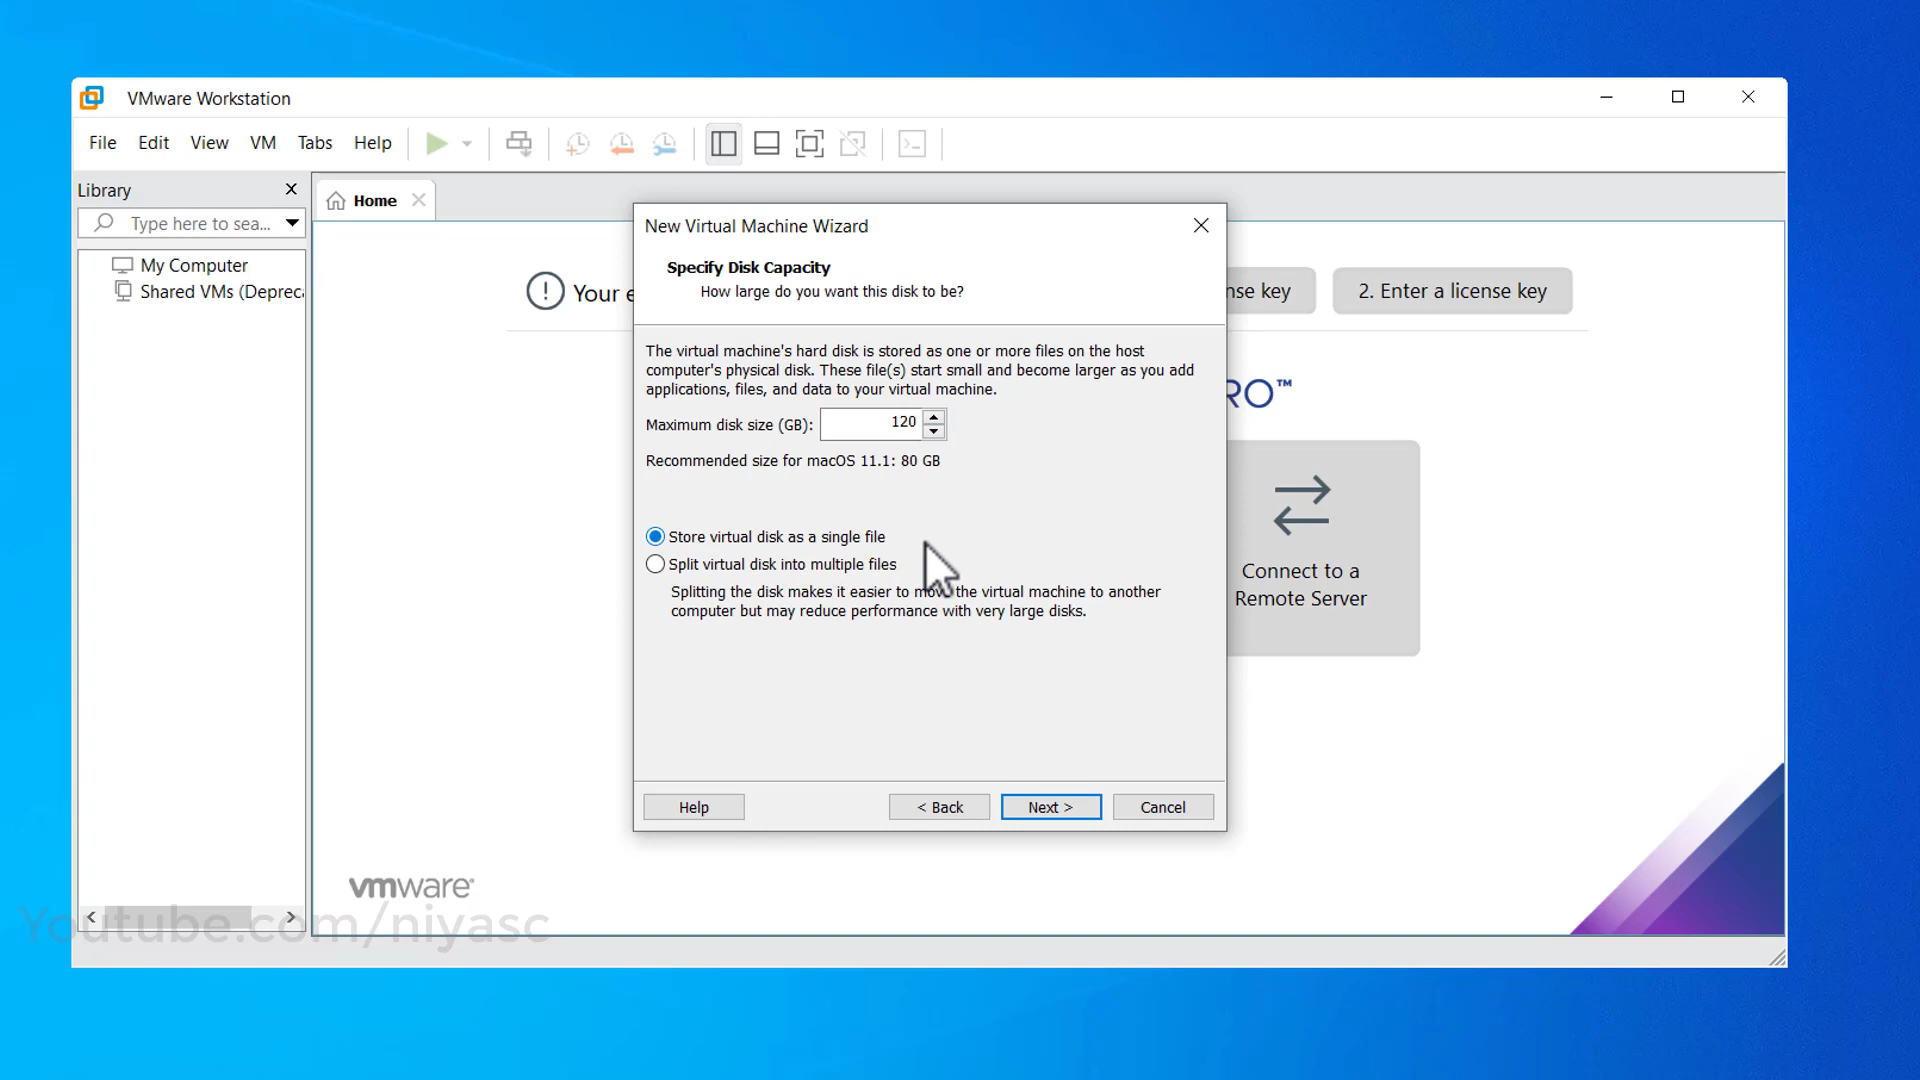 VMware Workstation
File Edit View VM Tabs Help
Library
Type here to sea...
My Computer
Shared VMs (Depreca
Home
Your e
nse key
2. Enter a license key
RO™
Connect to a
Remote Server
New Virtual Machine Wizard
Specify Disk Capacity
How large do you want this disk to be?
The virtual machine's hard disk is stored as one or more files on the host
computer's physical disk. These file(s) start small and become larger as you add
applications, files, and data to your virtual machine.
Maximum disk size (GB): 120
Recommended size for macOS 11.1: 80 GB
Store virtual disk as a single file
Split virtual disk into multiple files
Splitting the disk makes it easier to move the virtual machine to another
computer but may reduce performance with very large disks.
Help < Back Next > Cancel
vmware
Youtube.com/niyasc